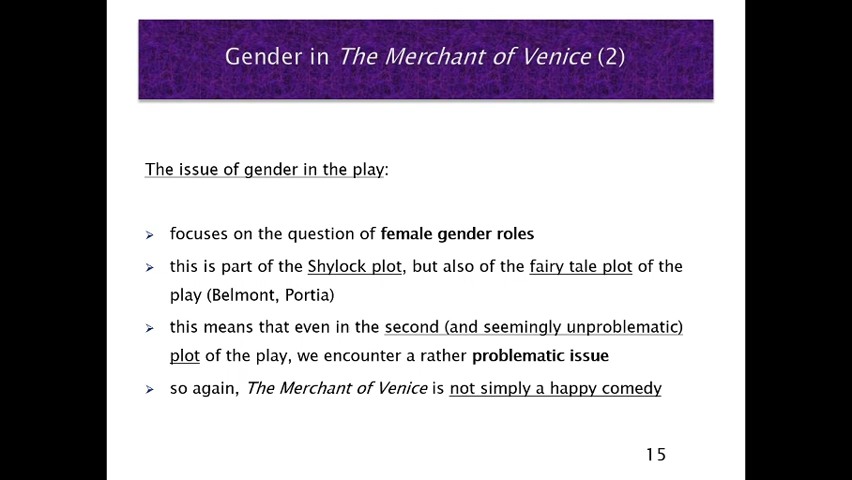 Gender in The Merchant of Venice (2)
The issue of gender in the play:
➢ focuses on the question of female gender roles
➢ this is part of the Shylock plot, but also of the fairy tale plot of the
play (Belmont, Portia)
➢ this means that even in the second (and seemingly unproblematic)
plot of the play, we encounter a rather problematic issue
➢ so again, The Merchant of Venice is not simply a happy comedy
15